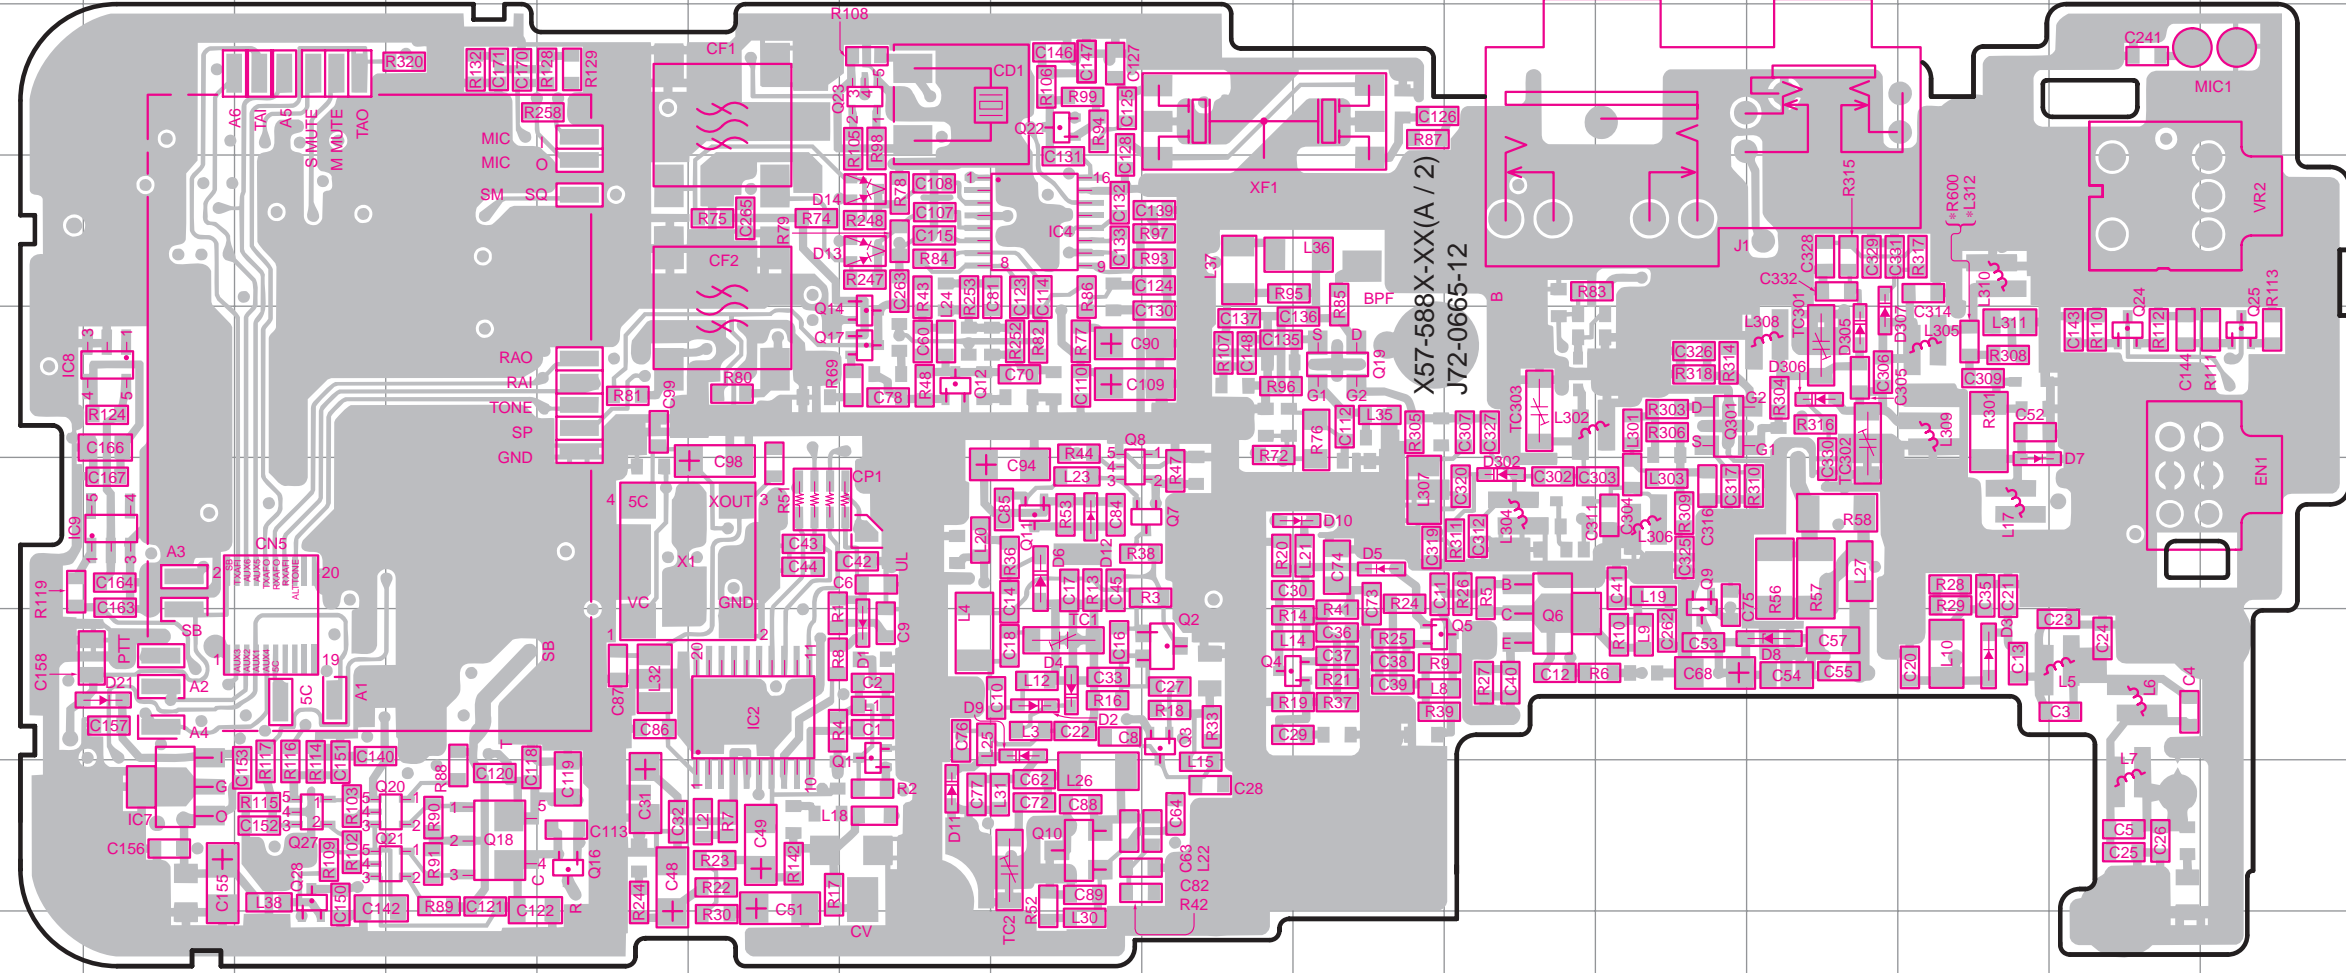 R108
CF1
CD1
C146
C147
C127
C241
MIC1
R320
R132
C171
C170
R128
R129
R258
A6
TAI
A5
S MUTE
M MUTE
TAO
MIC I
MIC O
SM SQ
Q23
R105
R98
R106
R99
C125
Q22
R94
C131
C128
C126
R87
XF1
X57-588X-XX(A / 2)
J72-0665-12
R315
*R600
*L312
VR2
D14
R78
C108
1
16
C132
R75
C265
R74
R248
C107
C139
R79
C115
IC4
C133
R97
D13
CF2
R84
8
9
R93
R247
C263
R43
L24
R253
C81
C123
C114
R86
C124
C130
L37
L36
R95
R85
BPF
B
R83
J1
C328
C329
C331
R317
C332
L310
Q14
Q17
C60
R252
R82
R77
C90
C137
C136
C135
S
D
R107
C148
Q19
L308
TC301
D305
D307
C314
L305
L311
R308
C143
R110
Q24
R112
C144
R111
Q25
R113
IC8
R124
C166
C167
RAO
RAI
TONE
SP
GND
R81
C99
R80
R69
C78
R48
Q12
C70
C110
C109
R96
G1
G2
C326
R318
R314
D306
C306
C305
C309
TC303
L302
R303
R306
L301
Q301
R304
R316
C330
TC302
L309
R301
C52
D7
C98
CP1
R51
C94
R44
L23
Q8
R47
R72
R76
C112
L35
R305
C307
C327
D302
C302
C303
L303
C317
R310
L307
C320
L304
C311
C304
L306
R309
C316
C325
R58
L17
EN1
IC9
CN5
A3
2
20
4
5C
XOUT
3
X1
VC
GND
1
2
C43
C44
C42
UL
C6
L20
C85
Q11
R53
C84
D12
Q7
R36
D6
R38
D10
R20
L21
C74
D5
C319
R311
C312
R119
C164
C163
SB
PTT
C158
D21
A2
A4
C157
1
19
5C
A1
SB
C87
L32
20
11
R1
D1
C9
R8
C2
L1
C1
R4
Q1
R2
L18
IC2
C86
1
10
L4
C14
C17
R13
C45
R3
C18
TC1
C16
Q2
D4
L12
C33
C10
R16
C27
D9
D2
R18
R33
C76
L25
L3
C22
C8
Q3
L15
C28
C30
R14
L14
R41
C36
C37
Q4
R21
R19
R37
C29
C73
R24
R25
C38
C39
C11
R26
R5
Q5
R9
L8
R39
R27
C40
B
C
E
Q6
C12
R6
C41
L19
Q9
C75
R10
L9
C262
C53
D8
C57
C68
C54
C55
R56
R57
L27
R28
R29
C35
C21
C20
L10
D3
C13
C23
C24
L5
L6
C4
C3
L7
C5
C25
C26
I
G
O
IC7
C153
R117
R116
R114
C151
C140
R88
T
C120
C118
C119
R115
C152
Q27
R103
Q20
R90
Q18
C113
R102
Q21
R91
R109
Q28
C
R
Q16
C156
C155
L38
C150
C142
R89
C121
C122
C31
C32
L2
R7
C49
R142
R23
R22
R30
C48
R244
C51
R17
CV
D11
C77
L31
C62
C72
L26
C88
C64
Q10
C63
L22
C82
R42
TC2
R52
C89
L30